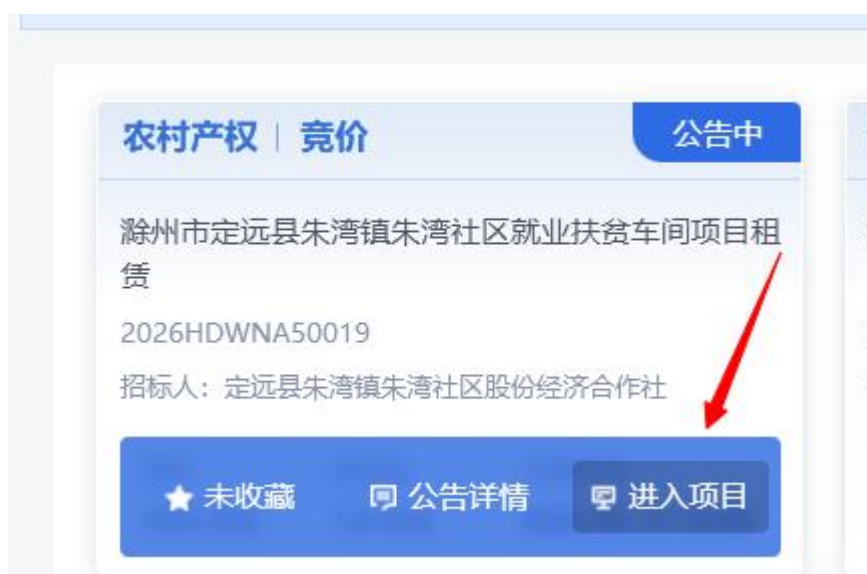 农村产权 | 竞价
公告中
滁州市定远县朱湾镇朱湾社区就业扶贫车间项目租
赁
2026HDWNA50019
招标人：定远县朱湾镇朱湾社区股份经济合作社
未收藏 公告详情 进入项目